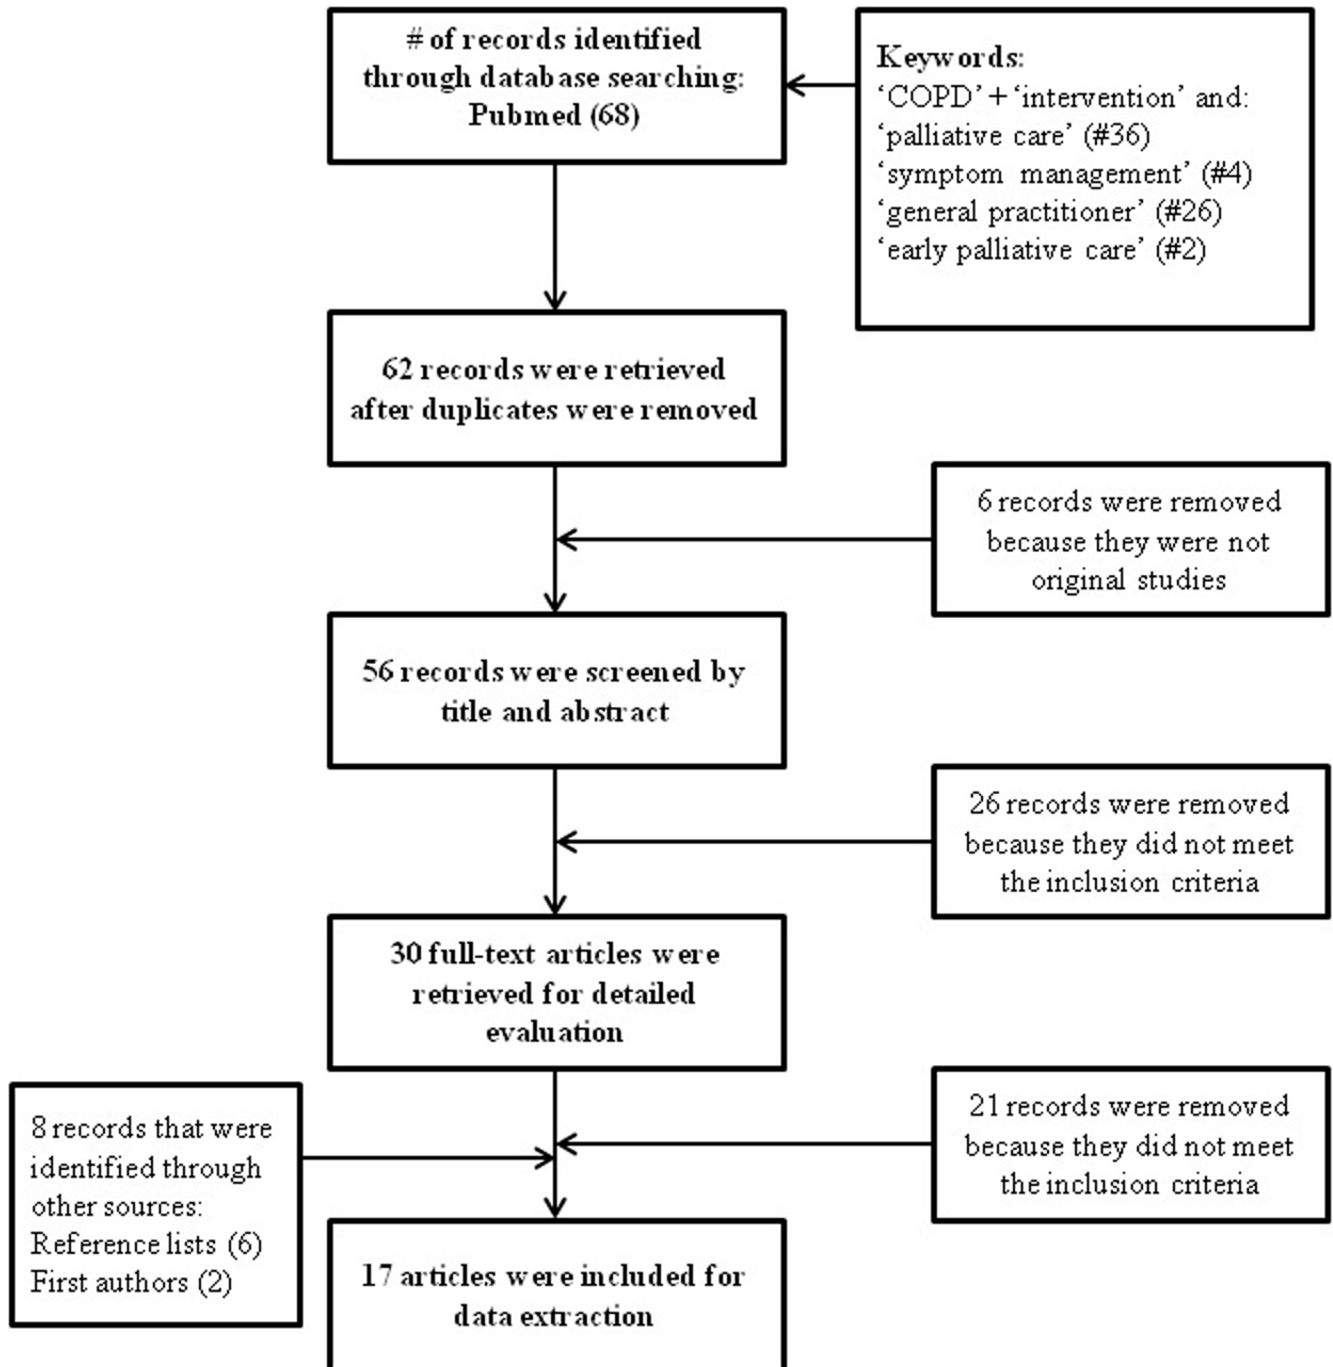 # of records identified
through database searching:
Pubmed (68)
Keywords:
‘COPD’ + ‘intervention’ and:
‘palliative care’ (#36)
‘symptom management’ (#4)
‘general practitioner’ (#26)
‘early palliative care’ (#2)
62 records were retrieved
after duplicates were removed
6 records were removed
because they were not
original studies
56 records were screened by
title and abstract
26 records were removed
because they did not meet
the inclusion criteria
30 full-text articles were
retrieved for detailed
evaluation
21 records were removed
because they did not meet
the inclusion criteria
8 records that were
identified through
other sources:
Reference lists (6)
First authors (2)
17 articles were included for
data extraction